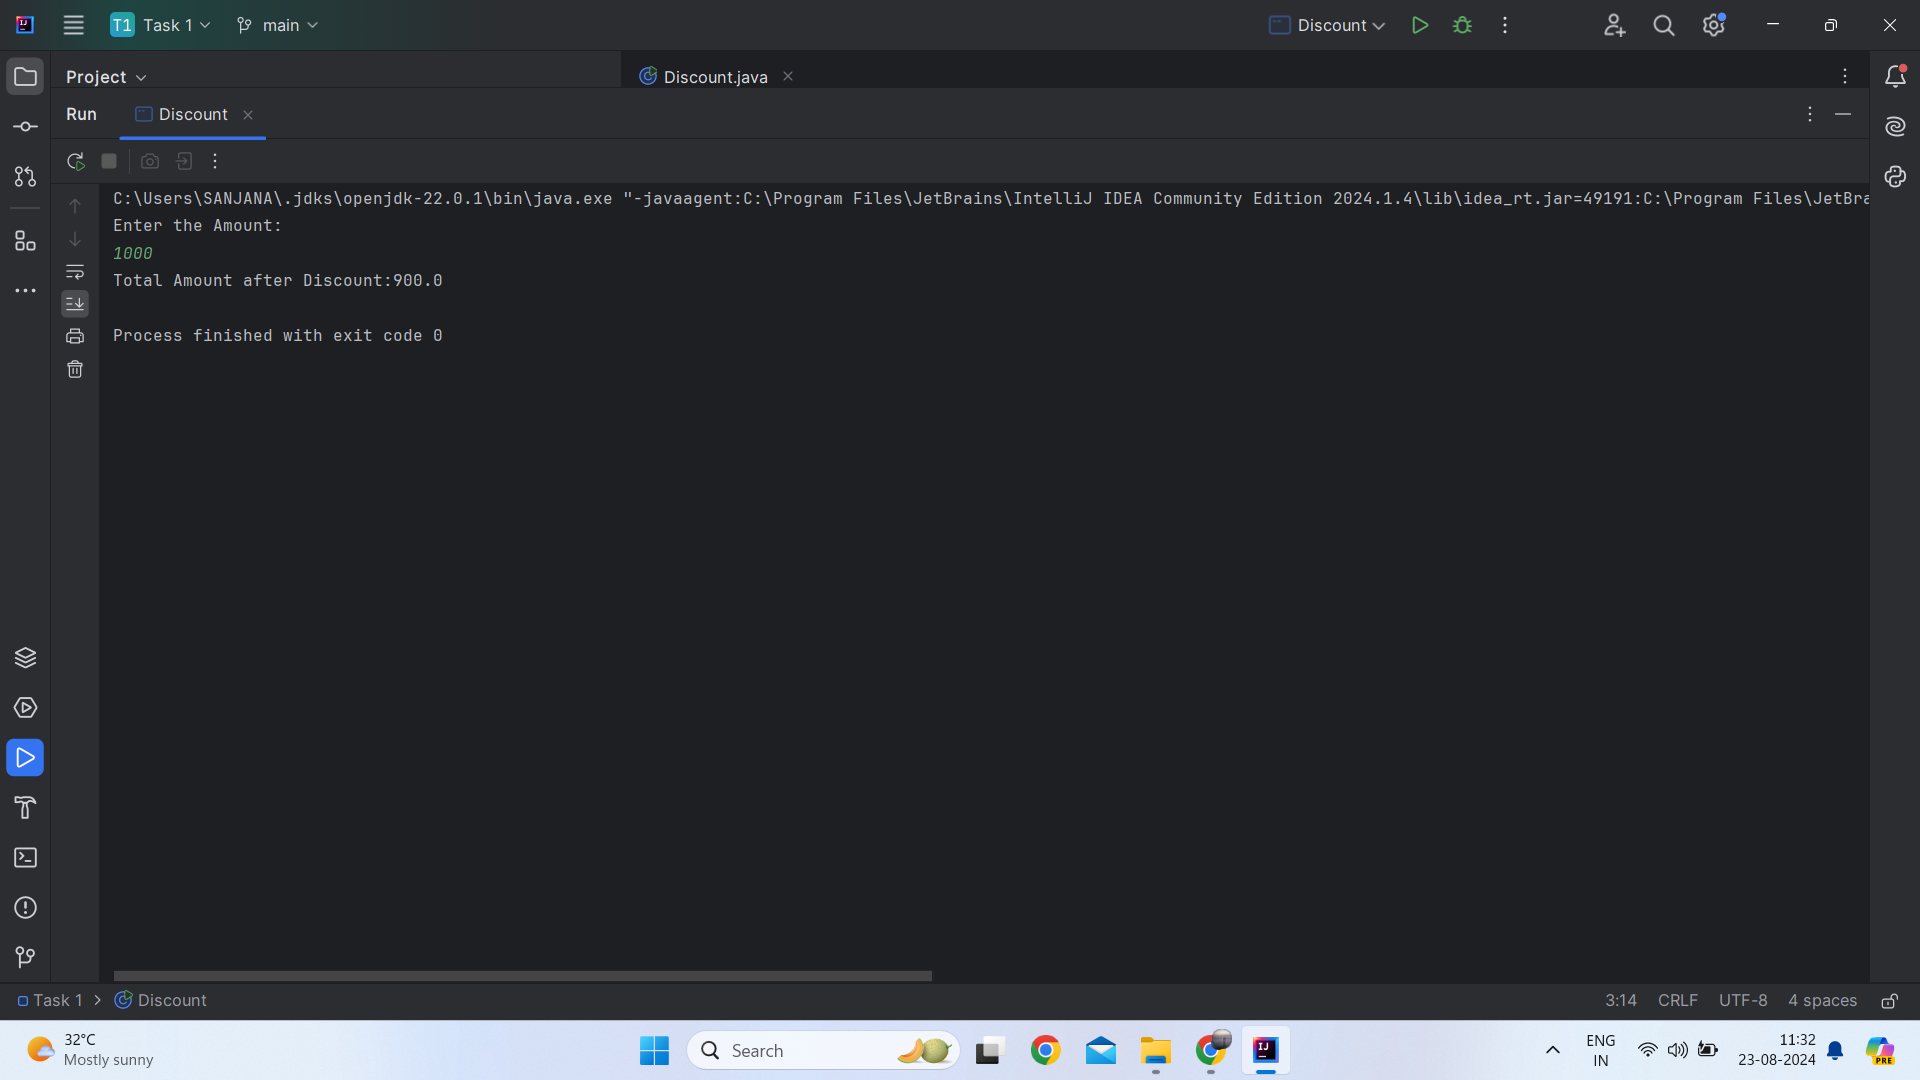 T1 Task 1 main Discount
Project Discount.java
Run Discount
C:\Users\SANJANA\.jdks\openjdk-22.0.1\bin\java.exe "-javaagent:C:\Program Files\JetBrains\IntelliJ IDEA Community Edition 2024.1.4\lib\idea_rt.jar=49191:C:\Program Files\JetBra
Enter the Amount:
1000
Total Amount after Discount:900.0
Process finished with exit code 0
Task 1 Discount 3:14 CRLF UTF-8 4 spaces
32°C
Mostly sunny
Search
ENG
IN
11:32
23-08-2024
PRE